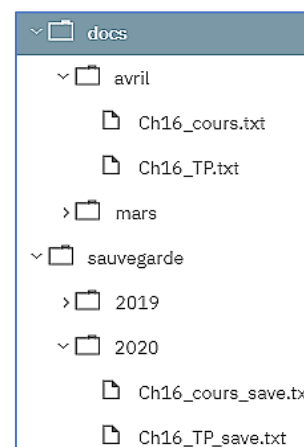 docs
avril
Ch16_cours.txt
Ch16_TP.txt
mars
sauvegarde
2019
2020
Ch16_cours_save.tx
Ch16_TP_save.txt